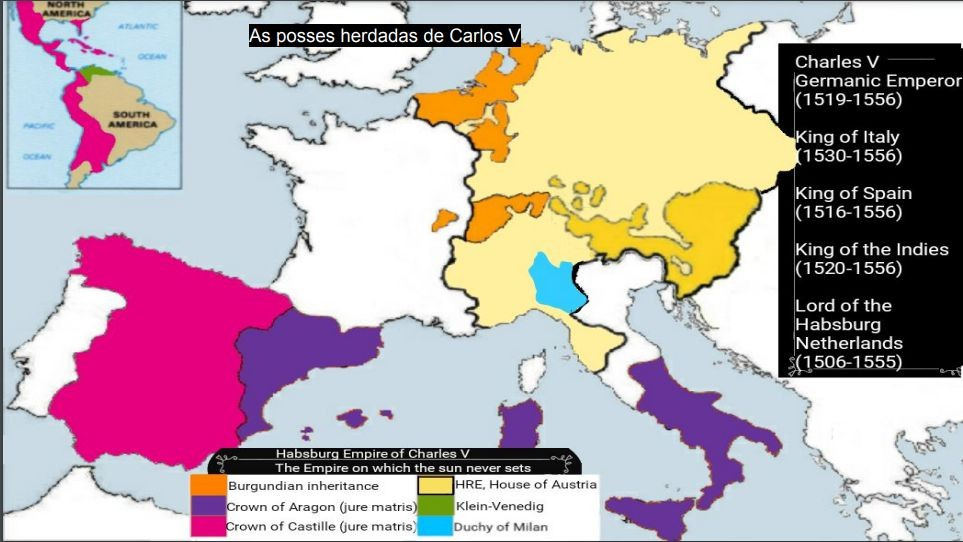 As posses herdadas de Carlos V
NORTH
AMERICA
ATLANTIC
OCEAN
SOUTH
AMERICA
PACIFIC
OCEAN
Charles V
Germanic Emperor
(1519-1556)
King of Italy
(1530-1556)
King of Spain
(1516-1556)
King of the Indies
(1520-1556)
Lord of the
Habsburg
Netherlands
(1506-1555)
Habsburg Empire of Charles V
The Empire on which the sun never sets
Burgundian inheritance
Crown of Aragon (jure matris)
Crown of Castille (jure matris)
HRE, House of Austria
Klein-Venedig
Duchy of Milan